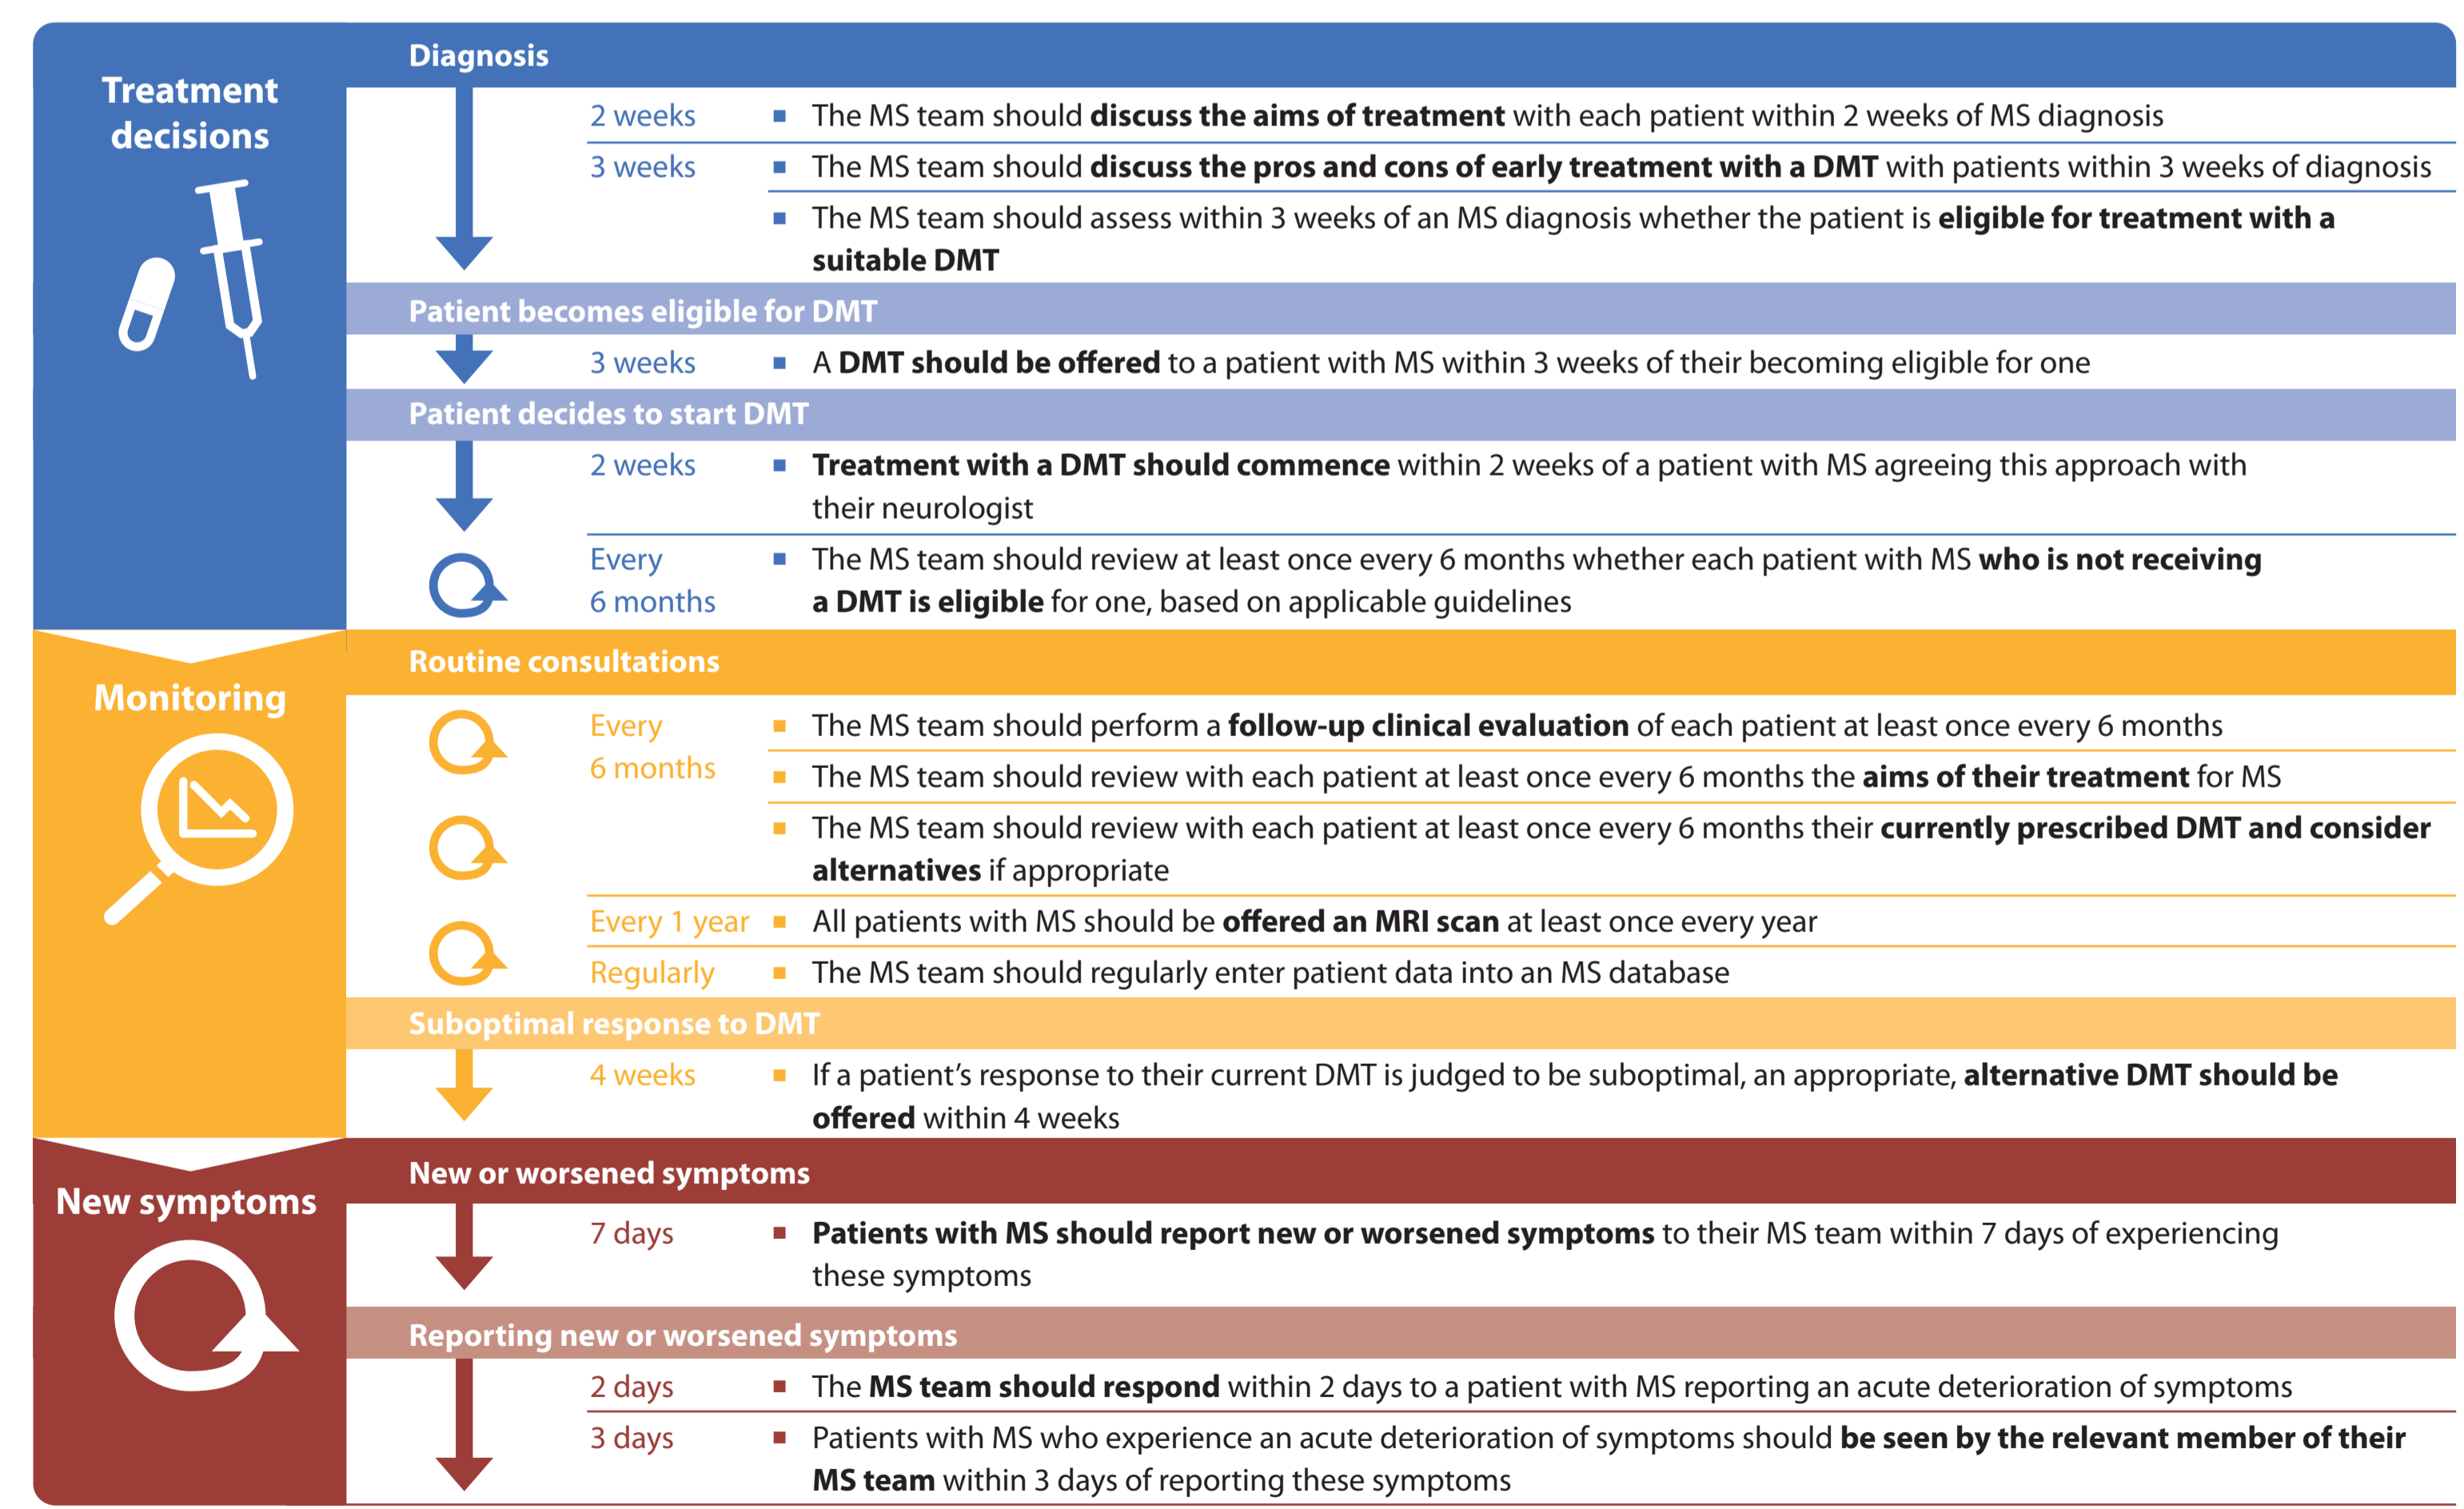 Treatment
decisions
Diagnosis
2 weeks ▪ The MS team should discuss the aims of treatment with each patient within 2 weeks of MS diagnosis
3 weeks ▪ The MS team should discuss the pros and cons of early treatment with a DMT with patients within 3 weeks of diagnosis
▪ The MS team should assess within 3 weeks of an MS diagnosis whether the patient is eligible for treatment with a
suitable DMT
Patient becomes eligible for DMT
3 weeks ▪ A DMT should be offered to a patient with MS within 3 weeks of their becoming eligible for one
Patient decides to start DMT
2 weeks ▪ Treatment with a DMT should commence within 2 weeks of a patient with MS agreeing this approach with
their neurologist
Every ▪ The MS team should review at least once every 6 months whether each patient with MS who is not receiving
6 months a DMT is eligible for one, based on applicable guidelines
Monitoring
Routine consultations
Every ▪ The MS team should perform a follow-up clinical evaluation of each patient at least once every 6 months
6 months ▪ The MS team should review with each patient at least once every 6 months the aims of their treatment for MS
▪ The MS team should review with each patient at least once every 6 months their currently prescribed DMT and consider
alternatives if appropriate
Every 1 year ▪ All patients with MS should be offered an MRI scan at least once every year
Regularly ▪ The MS team should regularly enter patient data into an MS database
Suboptimal response to DMT
4 weeks ▪ If a patient's response to their current DMT is judged to be suboptimal, an appropriate, alternative DMT should be
offered within 4 weeks
New symptoms
New or worsened symptoms
7 days ▪ Patients with MS should report new or worsened symptoms to their MS team within 7 days of experiencing
these symptoms
Reporting new or worsened symptoms
2 days ▪ The MS team should respond within 2 days to a patient with MS reporting an acute deterioration of symptoms
3 days ▪ Patients with MS who experience an acute deterioration of symptoms should be seen by the relevant member of their
MS team within 3 days of reporting these symptoms